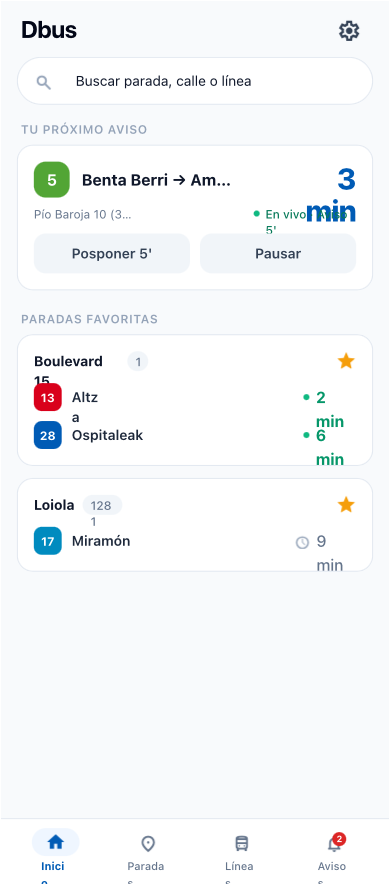 Dbus
Buscar parada, calle o línea
TU PRÓXIMO AVISO
5 Benta Berri → Am... 3
min
Pío Baroja 10 (3... En vivo · Aviso
5'
Posponer 5' Pausar
PARADAS FAVORITAS
Boulevard 1
15
13 Altz 2
a min
28 Ospitaleak 6
min
Loiola 128
1
17 Miramón 9
min
2
Inici Parada Línea Aviso
o s s s